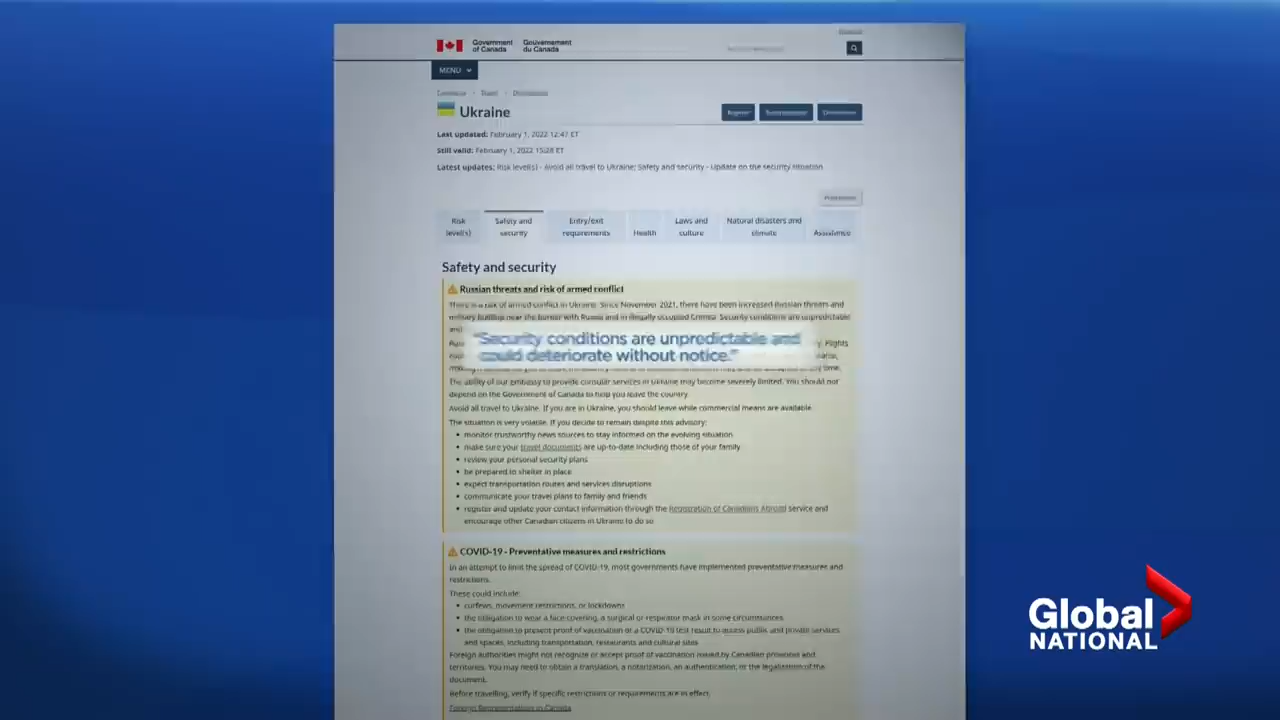 Government of Canada
Gouvernement du Canada
MENU
Travel
Ukraine
Last updated: February 1, 2022 12:47 ET
Still valid: February 1, 2022 15:28 ET
Latest updates: Risk level(s) - Avoid all travel to Ukraine; Safety and security - Update on the security situation
Risk level(s)
Safety and security
Entry/exit requirements
Health
Laws and culture
Natural disasters and climate
Assistance
Safety and security
Russian threats and risk of armed conflict
There is a risk of armed conflict in Ukraine. Since November 2021, there have been increased Russian threats and
military buildup near the border with Russia and in illegally occupied Crimea. Security conditions are unpredictable
and
"Security conditions are unpredictable and
could deteriorate without notice."
Flights
time.
The ability of our embassy to provide consular services in Ukraine may become severely limited. You should not
depend on the Government of Canada to help you leave the country.
Avoid all travel to Ukraine. If you are in Ukraine, you should leave while commercial means are available.
The situation is very volatile. If you decide to remain despite this advisory:
• monitor trustworthy news sources to stay informed on the evolving situation
• make sure your travel documents are up-to-date including those of your family
• review your personal security plans
• be prepared to shelter in place
• expect transportation routes and services disruptions
• communicate your travel plans to family and friends
• register and update your contact information through the Registration of Canadians Abroad service and
encourage other Canadian citizens in Ukraine to do so
COVID-19 - Preventative measures and restrictions
In an attempt to limit the spread of COVID-19, most governments have implemented preventative measures and
restrictions.
These could include:
• curfews, movement restrictions, or lockdowns
• the obligation to wear a face covering, a surgical or respirator mask in some circumstances
• the obligation to present proof of vaccination or a COVID-19 test result to access public and private services
and spaces, including transportation, restaurants and cultural sites
Foreign authorities might not recognize or accept proof of vaccination issued by Canadian provinces and
territories. You may need to obtain a translation, a notarization, an authentication, or the legalization of the
document.
Before travelling, verify if specific restrictions or requirements are in effect.
Foreign Representatives in Canada
Global
NATIONAL